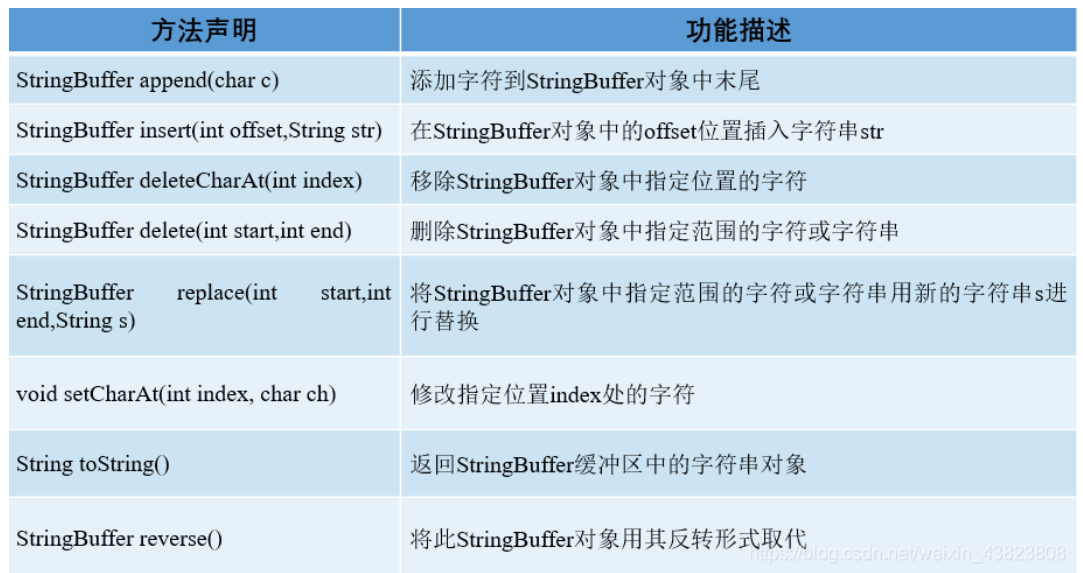 方法声明
功能描述
StringBuffer append(char c)
添加字符到StringBuffer对象中末尾
StringBuffer insert(int offset,String str)
在StringBuffer对象中的offset位置插入字符串str
StringBuffer deleteCharAt(int index)
移除StringBuffer对象中指定位置的字符
StringBuffer delete(int start,int end)
删除StringBuffer对象中指定范围的字符或字符串
StringBuffer replace(int start,int
end,String s)
将StringBuffer对象中指定范围的字符或字符串用新的字符串s进
行替换
void setCharAt(int index, char ch)
修改指定位置index处的字符
String toString()
返回StringBuffer缓冲区中的字符串对象
StringBuffer reverse()
将此StringBuffer对象用其反转形式取代
https://blog.csdn.net/weixin_43823808